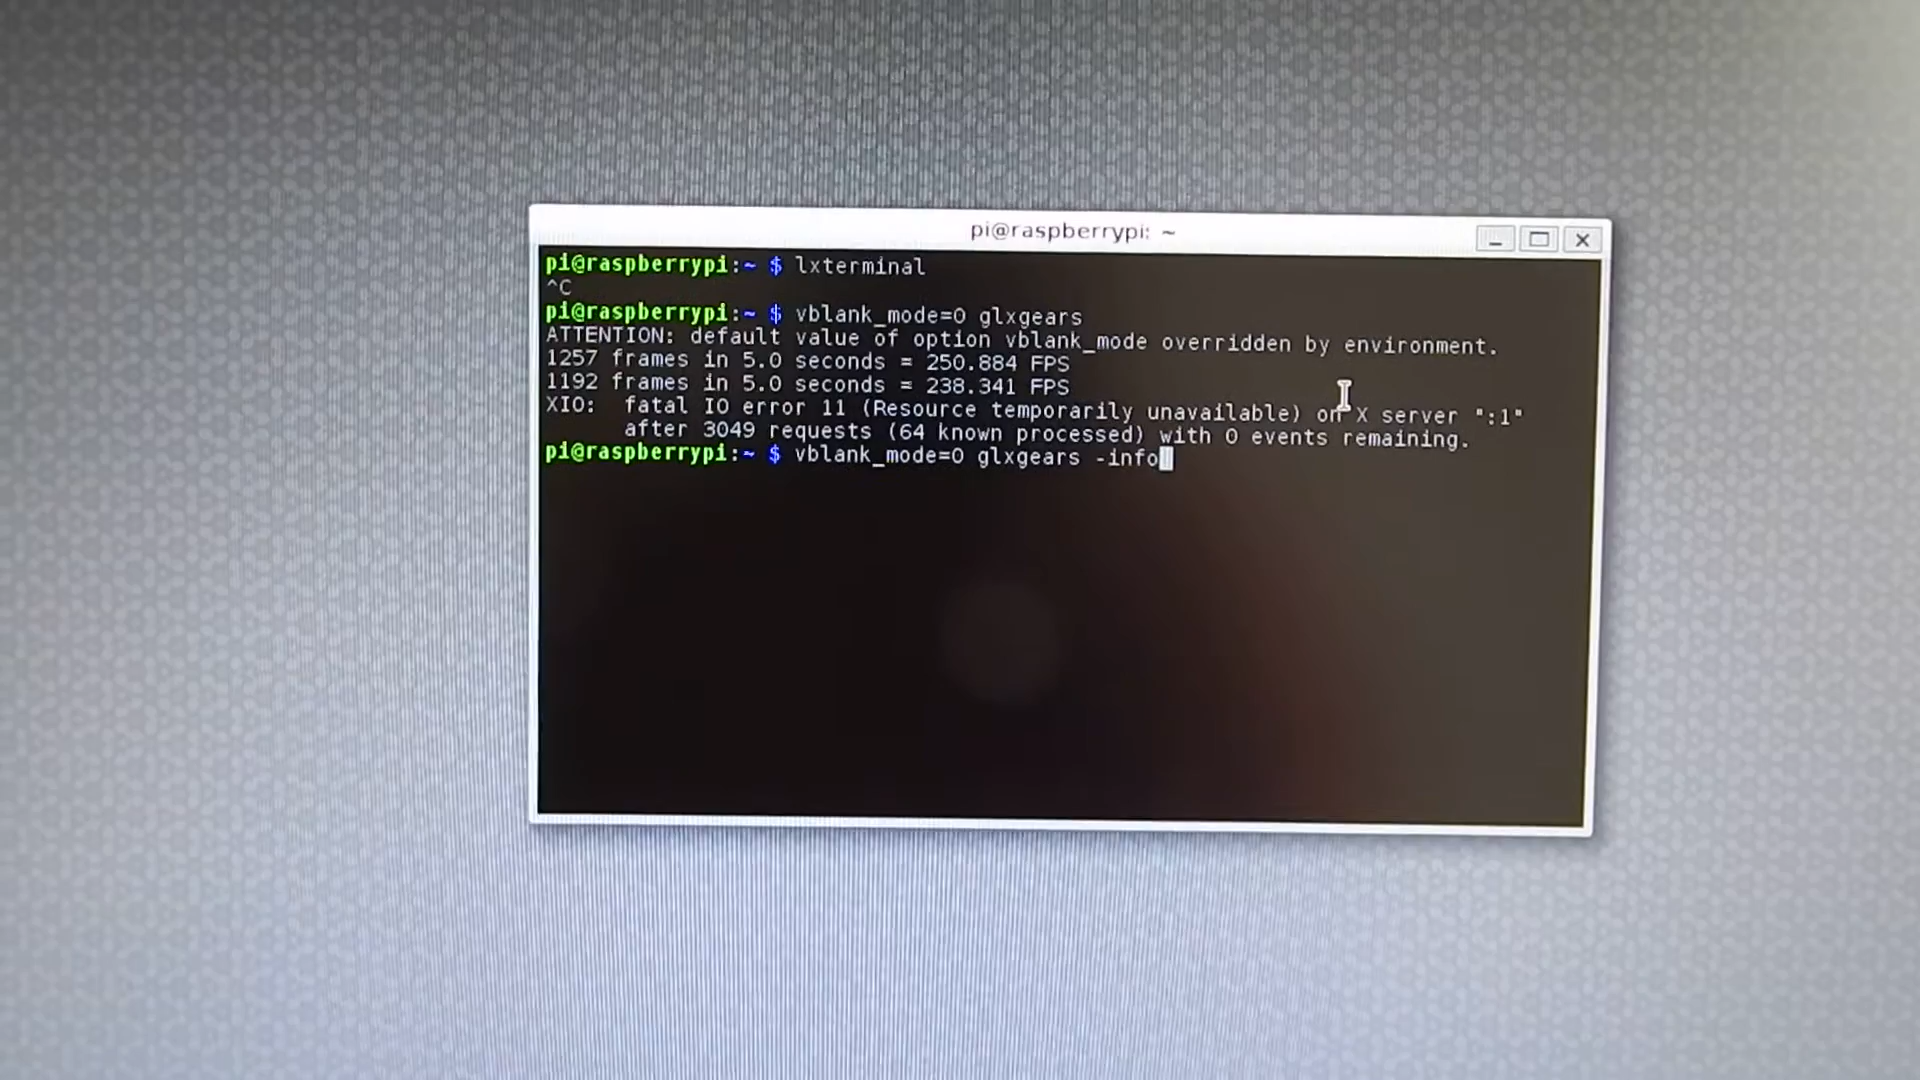 pi@raspberrypi: ~
pi@raspberrypi:~ $ lxterminal
^C
pi@raspberrypi:~ $ vblank_mode=0 glxgears
ATTENTION: default value of option vblank_mode overridden by environment.
1257 frames in 5.0 seconds = 250.884 FPS
1192 frames in 5.0 seconds = 238.341 FPS
XIO:  fatal IO error 11 (Resource temporarily unavailable) on X server ":1"
      after 3049 requests (64 known processed) with 0 events remaining.
pi@raspberrypi:~ $ vblank_mode=0 glxgears -info